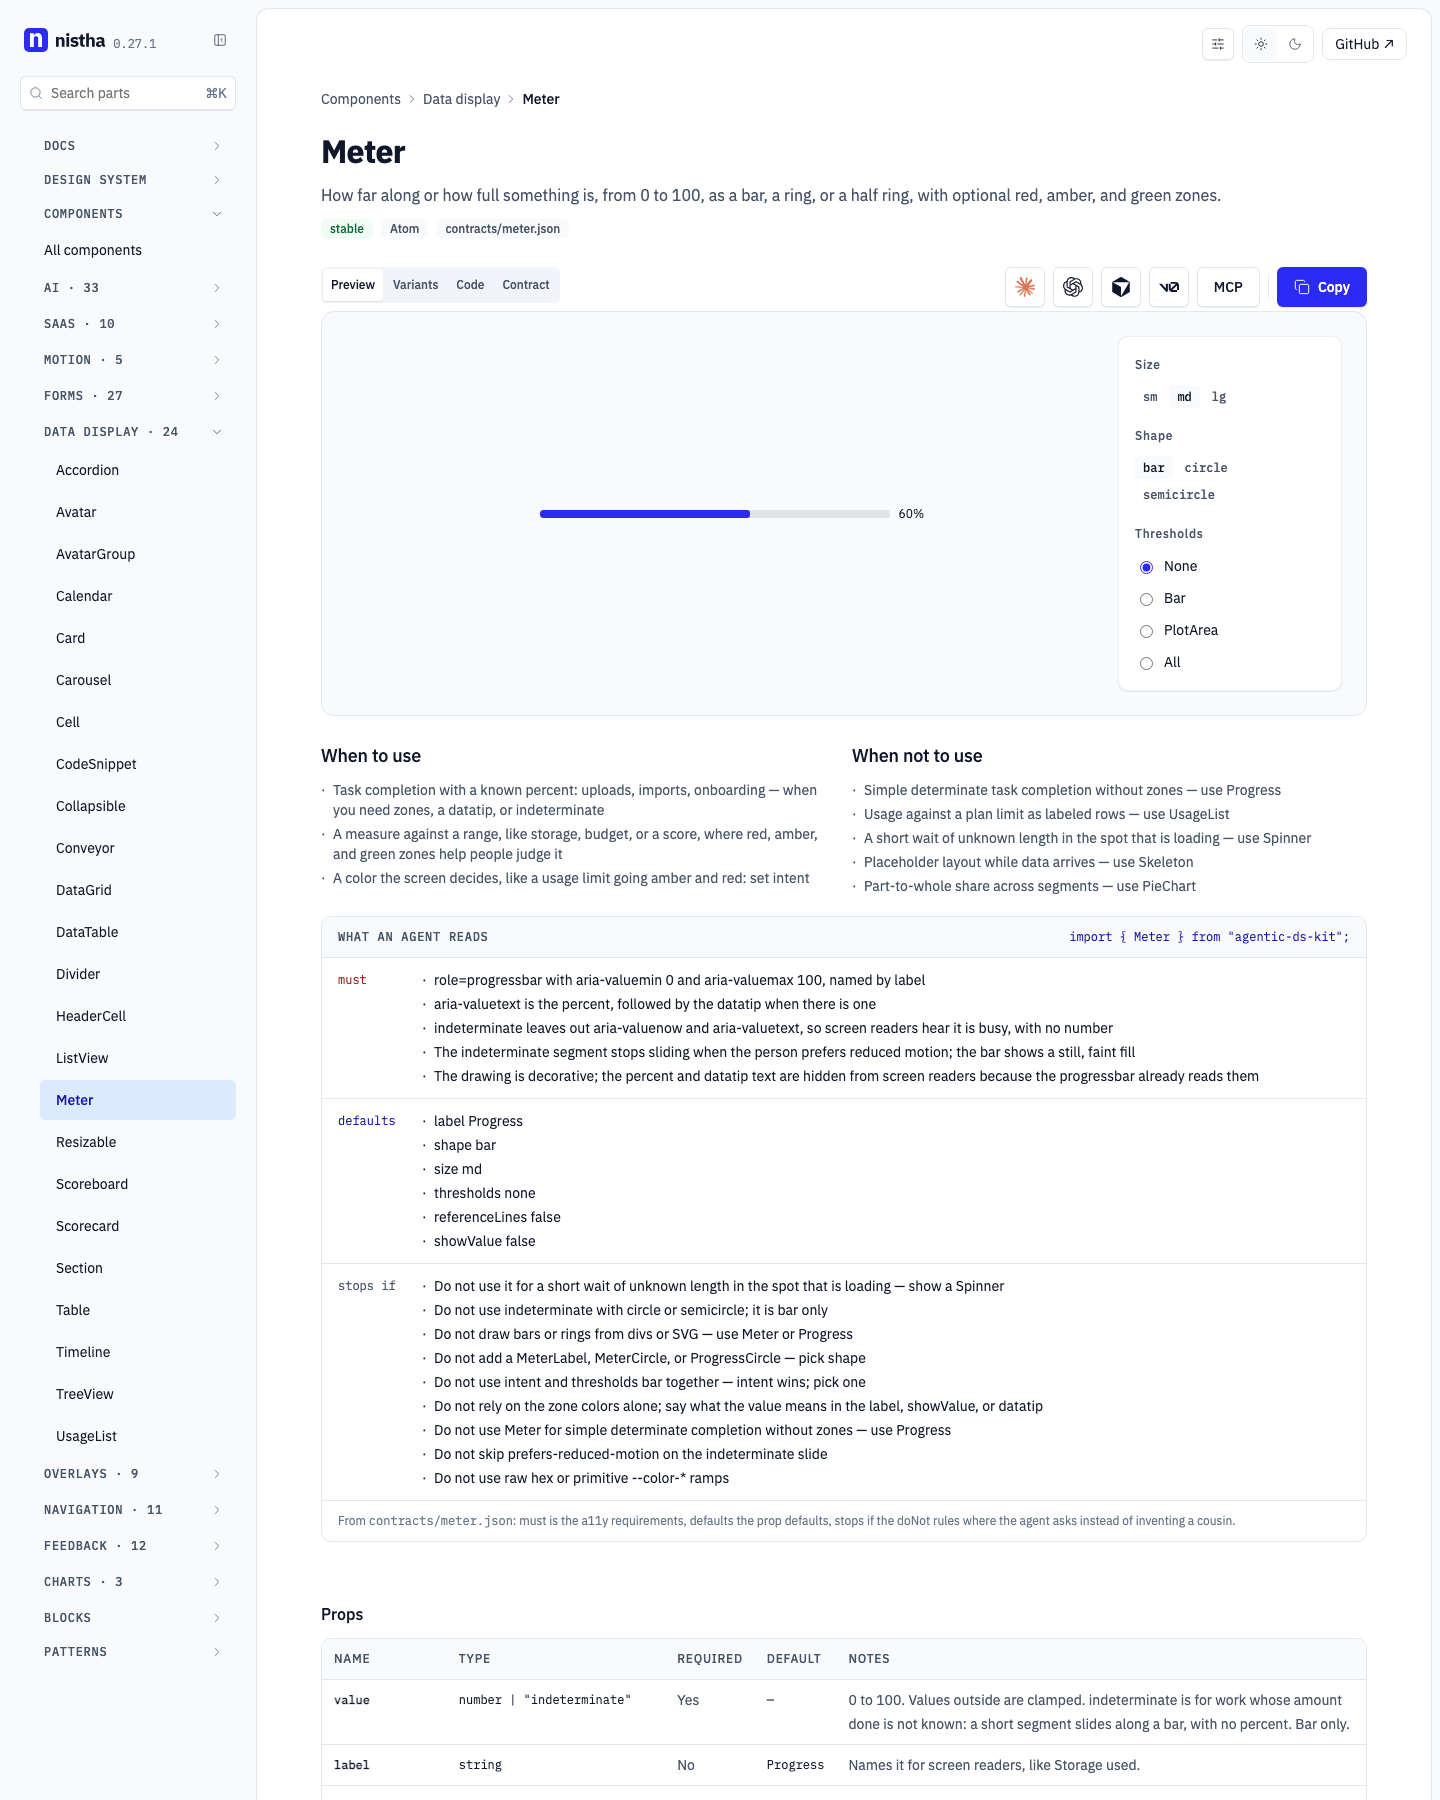 nistha 0.27.1
Search parts ⌘K
DOCS
DESIGN SYSTEM
COMPONENTS
All components
AI · 33
SAAS · 10
MOTION · 5
FORMS · 27
DATA DISPLAY · 24
Accordion
Avatar
AvatarGroup
Calendar
Card
Carousel
Cell
CodeSnippet
Collapsible
Conveyor
DataGrid
DataTable
Divider
HeaderCell
ListView
Meter
Resizable
Scoreboard
Scorecard
Section
Table
Timeline
TreeView
UsageList
OVERLAYS · 9
NAVIGATION · 11
FEEDBACK · 12
CHARTS · 3
BLOCKS
PATTERNS
GitHub
Components > Data display > Meter
Meter
How far along or how full something is, from 0 to 100, as a bar, a ring, or a half ring, with optional red, amber, and green zones.
stable Atom contracts/meter.json
Preview Variants Code Contract
v0 MCP Copy
60%
Size
sm md lg
Shape
bar circle
semicircle
Thresholds
None
Bar
PlotArea
All
When to use
· Task completion with a known percent: uploads, imports, onboarding — when
you need zones, a datatip, or indeterminate
· A measure against a range, like storage, budget, or a score, where red, amber,
and green zones help people judge it
· A color the screen decides, like a usage limit going amber and red: set intent
When not to use
· Simple determinate task completion without zones — use Progress
· Usage against a plan limit as labeled rows — use UsageList
· A short wait of unknown length in the spot that is loading — use Spinner
· Placeholder layout while data arrives — use Skeleton
· Part-to-whole share across segments — use PieChart
WHAT AN AGENT READS import { Meter } from "agentic-ds-kit";
must
· role=progressbar with aria-valuemin 0 and aria-valuemax 100, named by label
· aria-valuetext is the percent, followed by the datatip when there is one
· indeterminate leaves out aria-valuenow and aria-valuetext, so screen readers hear it is busy, with no number
· The indeterminate segment stops sliding when the person prefers reduced motion; the bar shows a still, faint fill
· The drawing is decorative; the percent and datatip text are hidden from screen readers because the progressbar already reads them
defaults
· label Progress
· shape bar
· size md
· thresholds none
· referenceLines false
· showValue false
stops if
· Do not use it for a short wait of unknown length in the spot that is loading — show a Spinner
· Do not use indeterminate with circle or semicircle; it is bar only
· Do not draw bars or rings from divs or SVG — use Meter or Progress
· Do not add a MeterLabel, MeterCircle, or ProgressCircle — pick shape
· Do not use intent and thresholds bar together — intent wins; pick one
· Do not rely on the zone colors alone; say what the value means in the label, showValue, or datatip
· Do not use Meter for simple determinate completion without zones — use Progress
· Do not skip prefers-reduced-motion on the indeterminate slide
· Do not use raw hex or primitive --color-* ramps
From contracts/meter.json: must is the a11y requirements, defaults the prop defaults, stops if the doNot rules where the agent asks instead of inventing a cousin.
Props
NAME TYPE REQUIRED DEFAULT NOTES
value number | "indeterminate" Yes — 0 to 100. Values outside are clamped. indeterminate is for work whose amount
done is not known: a short segment slides along a bar, with no percent. Bar only.
label string No Progress Names it for screen readers, like Storage used.